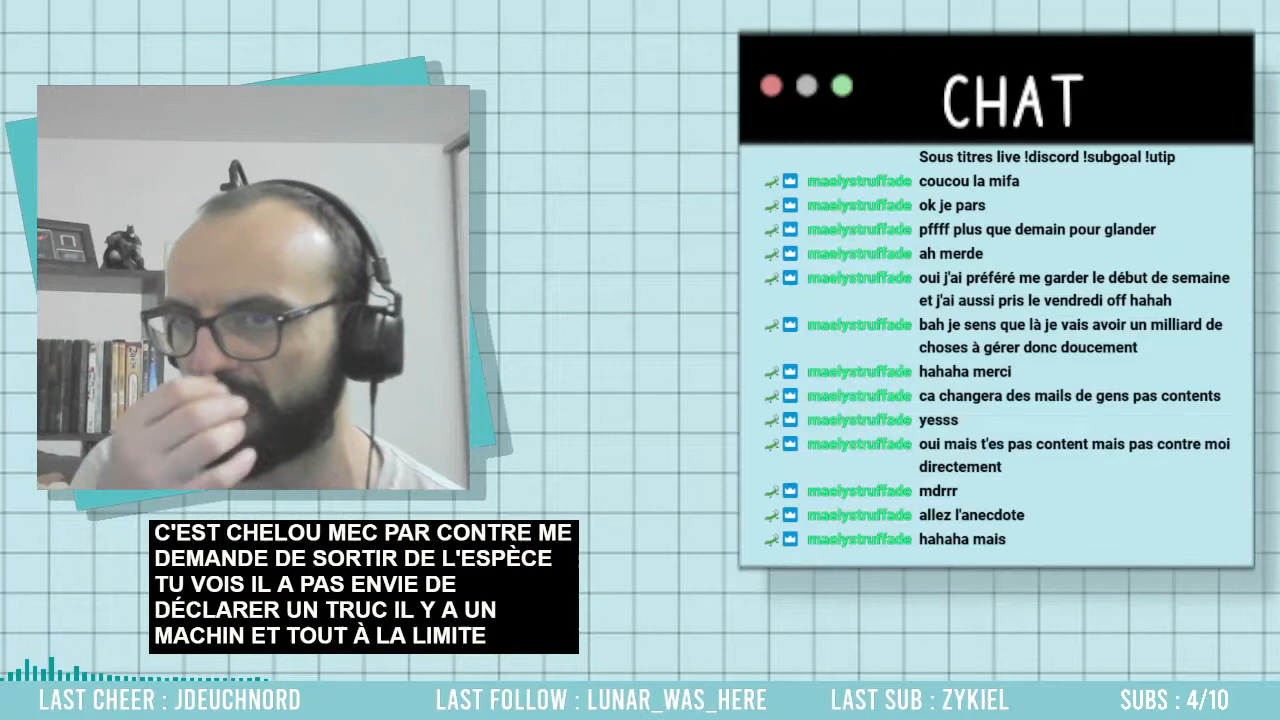 CHAT
Sous titres live !discord !subgoal !utip
maelystruffade coucou la mifa
maelystruffade ok je pars
maelystruffade pffff plus que demain pour glander
maelystruffade ah merde
maelystruffade oui j'ai préféré me garder le début de semaine
et j'ai aussi pris le vendredi off hahah
maelystruffade bah je sens que là je vais avoir un milliard de
choses à gérer donc doucement
maelystruffade hahaha merci
maelystruffade ca changera des mails de gens pas contents
maelystruffade yesss
maelystruffade oui mais t'es pas content mais pas contre moi
directement
maelystruffade mdrrr
maelystruffade allez l'anecdote
maelystruffade hahaha mais
C'EST CHELOU MEC PAR CONTRE ME
DEMANDE DE SORTIR DE L'ESPÈCE
TU VOIS IL A PAS ENVIE DE
DÉCLARER UN TRUC IL Y A UN
MACHIN ET TOUT À LA LIMITE
LAST CHEER : JDEUCHNORD
LAST FOLLOW : LUNAR_WAS_HERE
LAST SUB : ZYKIEL
SUBS : 4/10